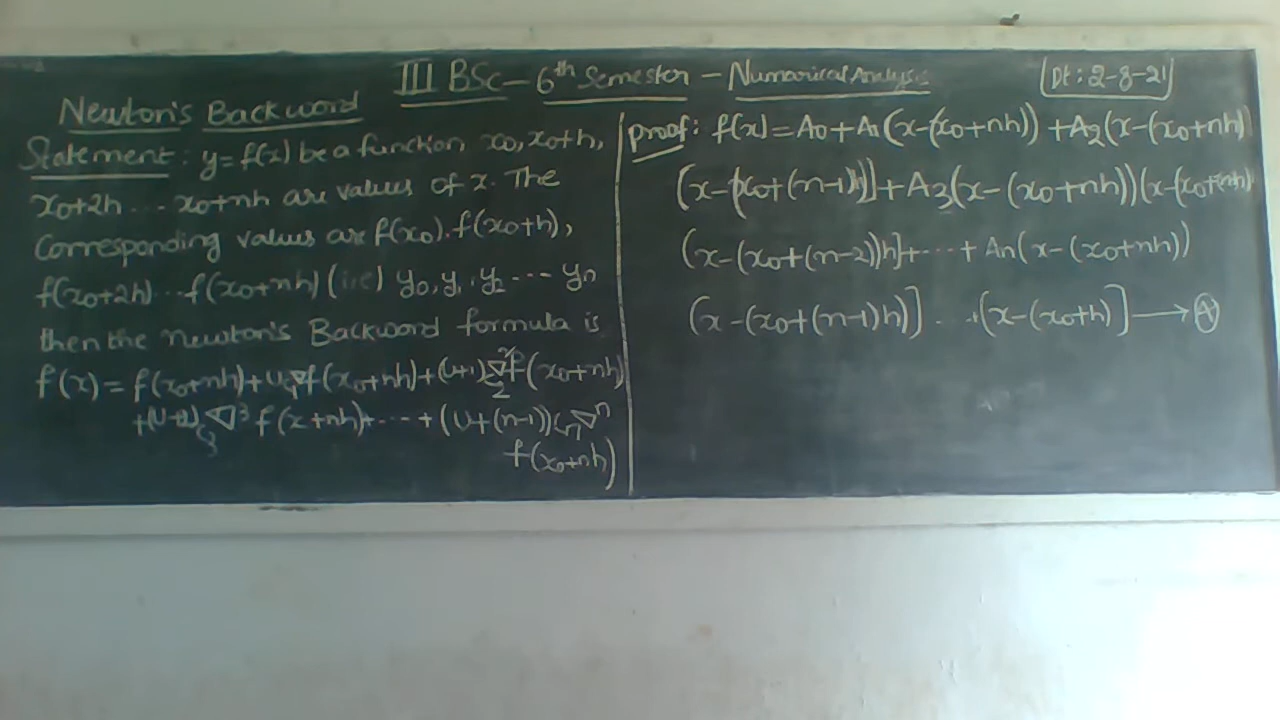 III BSc - 6th Semester - Numarical Analysis
Dt: 2-8-21
Newton's Backword
Statement: y=f(x) be a function x0, x0+h,
x0+2h ... x0+nh are values of x. The
Corresponding values are f(x0).f(x0+h),
f(x0+2h)...f(x0+nh) (i.e) y0,y1,y2 ... yn
then the newton's Backword formula is
f(x) = f(x0+nh)+Uc1∇f(x0+nh)+(U+1)c2∇²f(x0+nh)
+(U+2)c3∇³f(x+nh)+...+(U+(n-1))cn∇ⁿ
f(x0+nh)
proof: f(x)=A0+A1(x-(x0+nh))+A2(x-(x0+nh)
(x-[x0+(n-1)h)]+A3(x-(x0+nh))(x-(x0+(n-1)h)
(x-(x0+(n-2))h]+...+An(x-(x0+nh))
(x-(x0+(n-1)h)] ...(x-(x0+h)]→Ⓐ